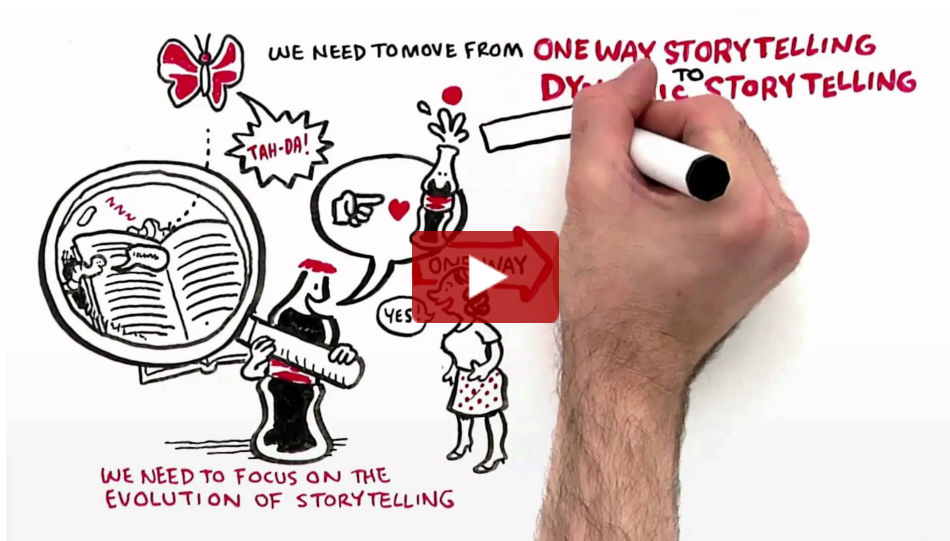 WE NEED TO MOVE FROM ONE WAY STORYTELLING
TO
STORYTELLING
TAH-DA!
ONE WAY
YES
WE NEED TO FOCUS ON THE
EVOLUTION OF STORYTELLING